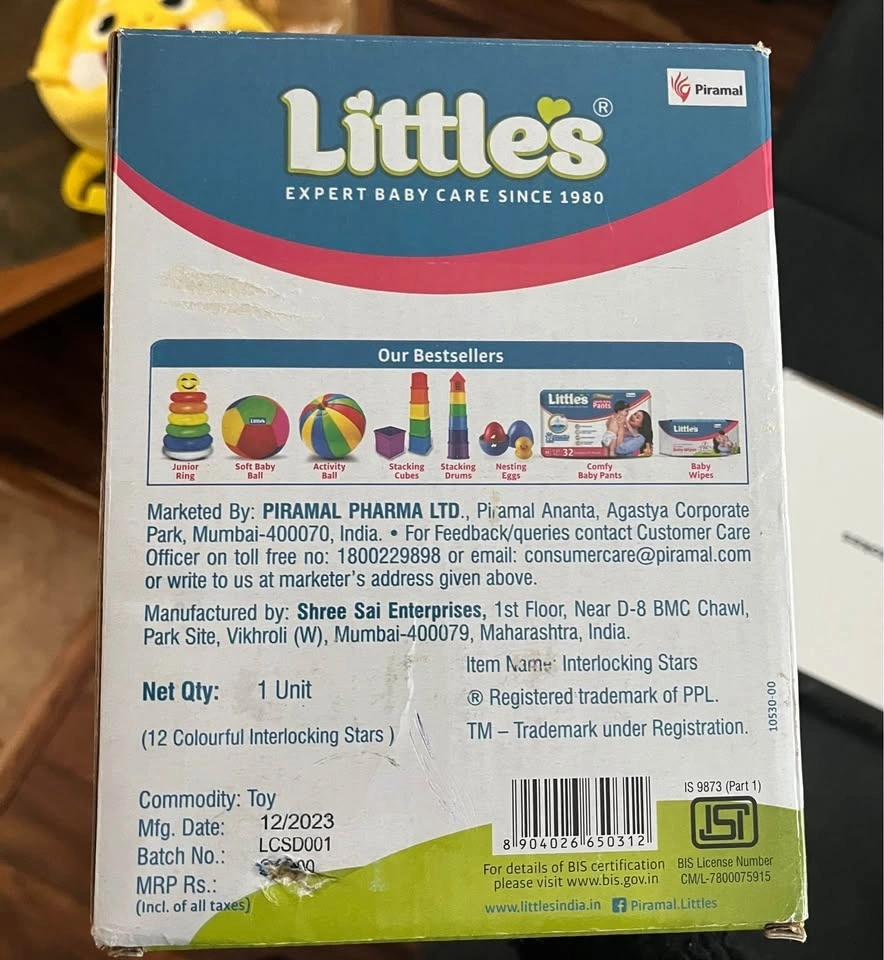 Piramal
Little's®
EXPERT BABY CARE SINCE 1980
Our Bestsellers
Junior Ring
Soft Baby Ball
Activity Ball
Stacking Cubes
Stacking Drums
Nesting Eggs
Comfy Baby Pants
Baby Wipes
Little's
Little's
Pants
32
Little's
Baby Wipes
Marketed By: PIRAMAL PHARMA LTD., Piramal Ananta, Agastya Corporate
Park, Mumbai-400070, India. • For Feedback/queries contact Customer Care
Officer on toll free no: 1800229898 or email: consumercare@piramal.com
or write to us at marketer's address given above.
Manufactured by: Shree Sai Enterprises, 1st Floor, Near D-8 BMC Chawl,
Park Site, Vikhroli (W), Mumbai-400079, Maharashtra, India.
Item Name: Interlocking Stars
Net Qty: 1 Unit
® Registered trademark of PPL.
(12 Colourful Interlocking Stars )
TM – Trademark under Registration.
10530-00
Commodity: Toy
Mfg. Date: 12/2023
Batch No.: LCSD001
MRP Rs.:
(Incl. of all taxes)
8 904026 650312
IS 9873 (Part 1)
For details of BIS certification
please visit www.bis.gov.in
BIS License Number
CM/L-7800075915
www.littlesindia.in Piramal.Littles